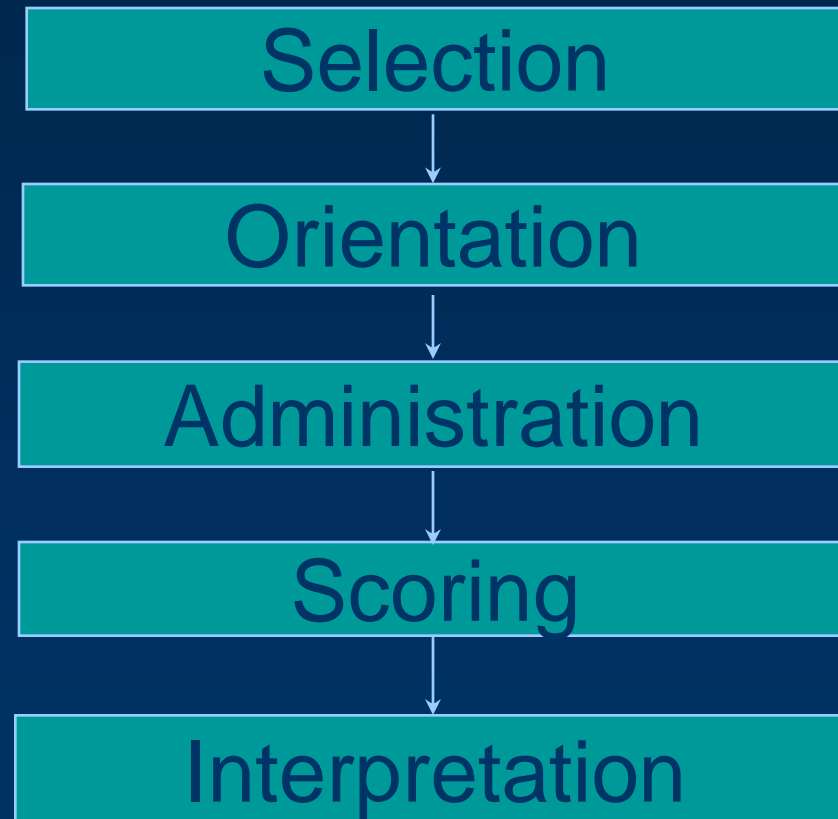 Selection
Orientation
Administration
Scoring
Interpretation